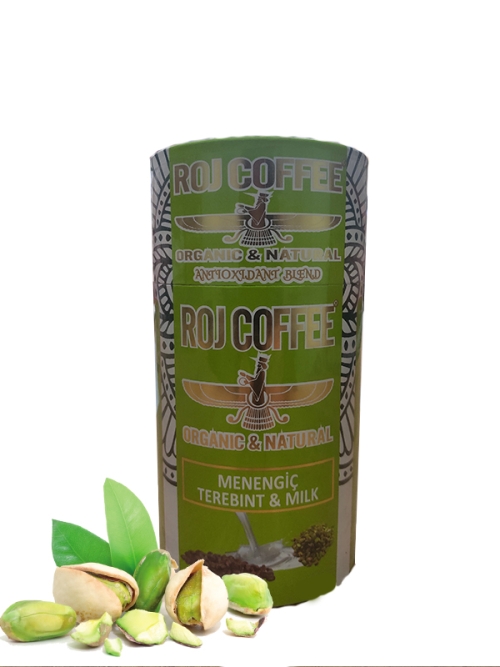 ROJ COFFEE
ORGANIC & NATURAL
ANTIOXIDANT BLEND
ROJ COFFEE
ORGANIC & NATURAL
MENENGİÇ
TEREBINT & MILK